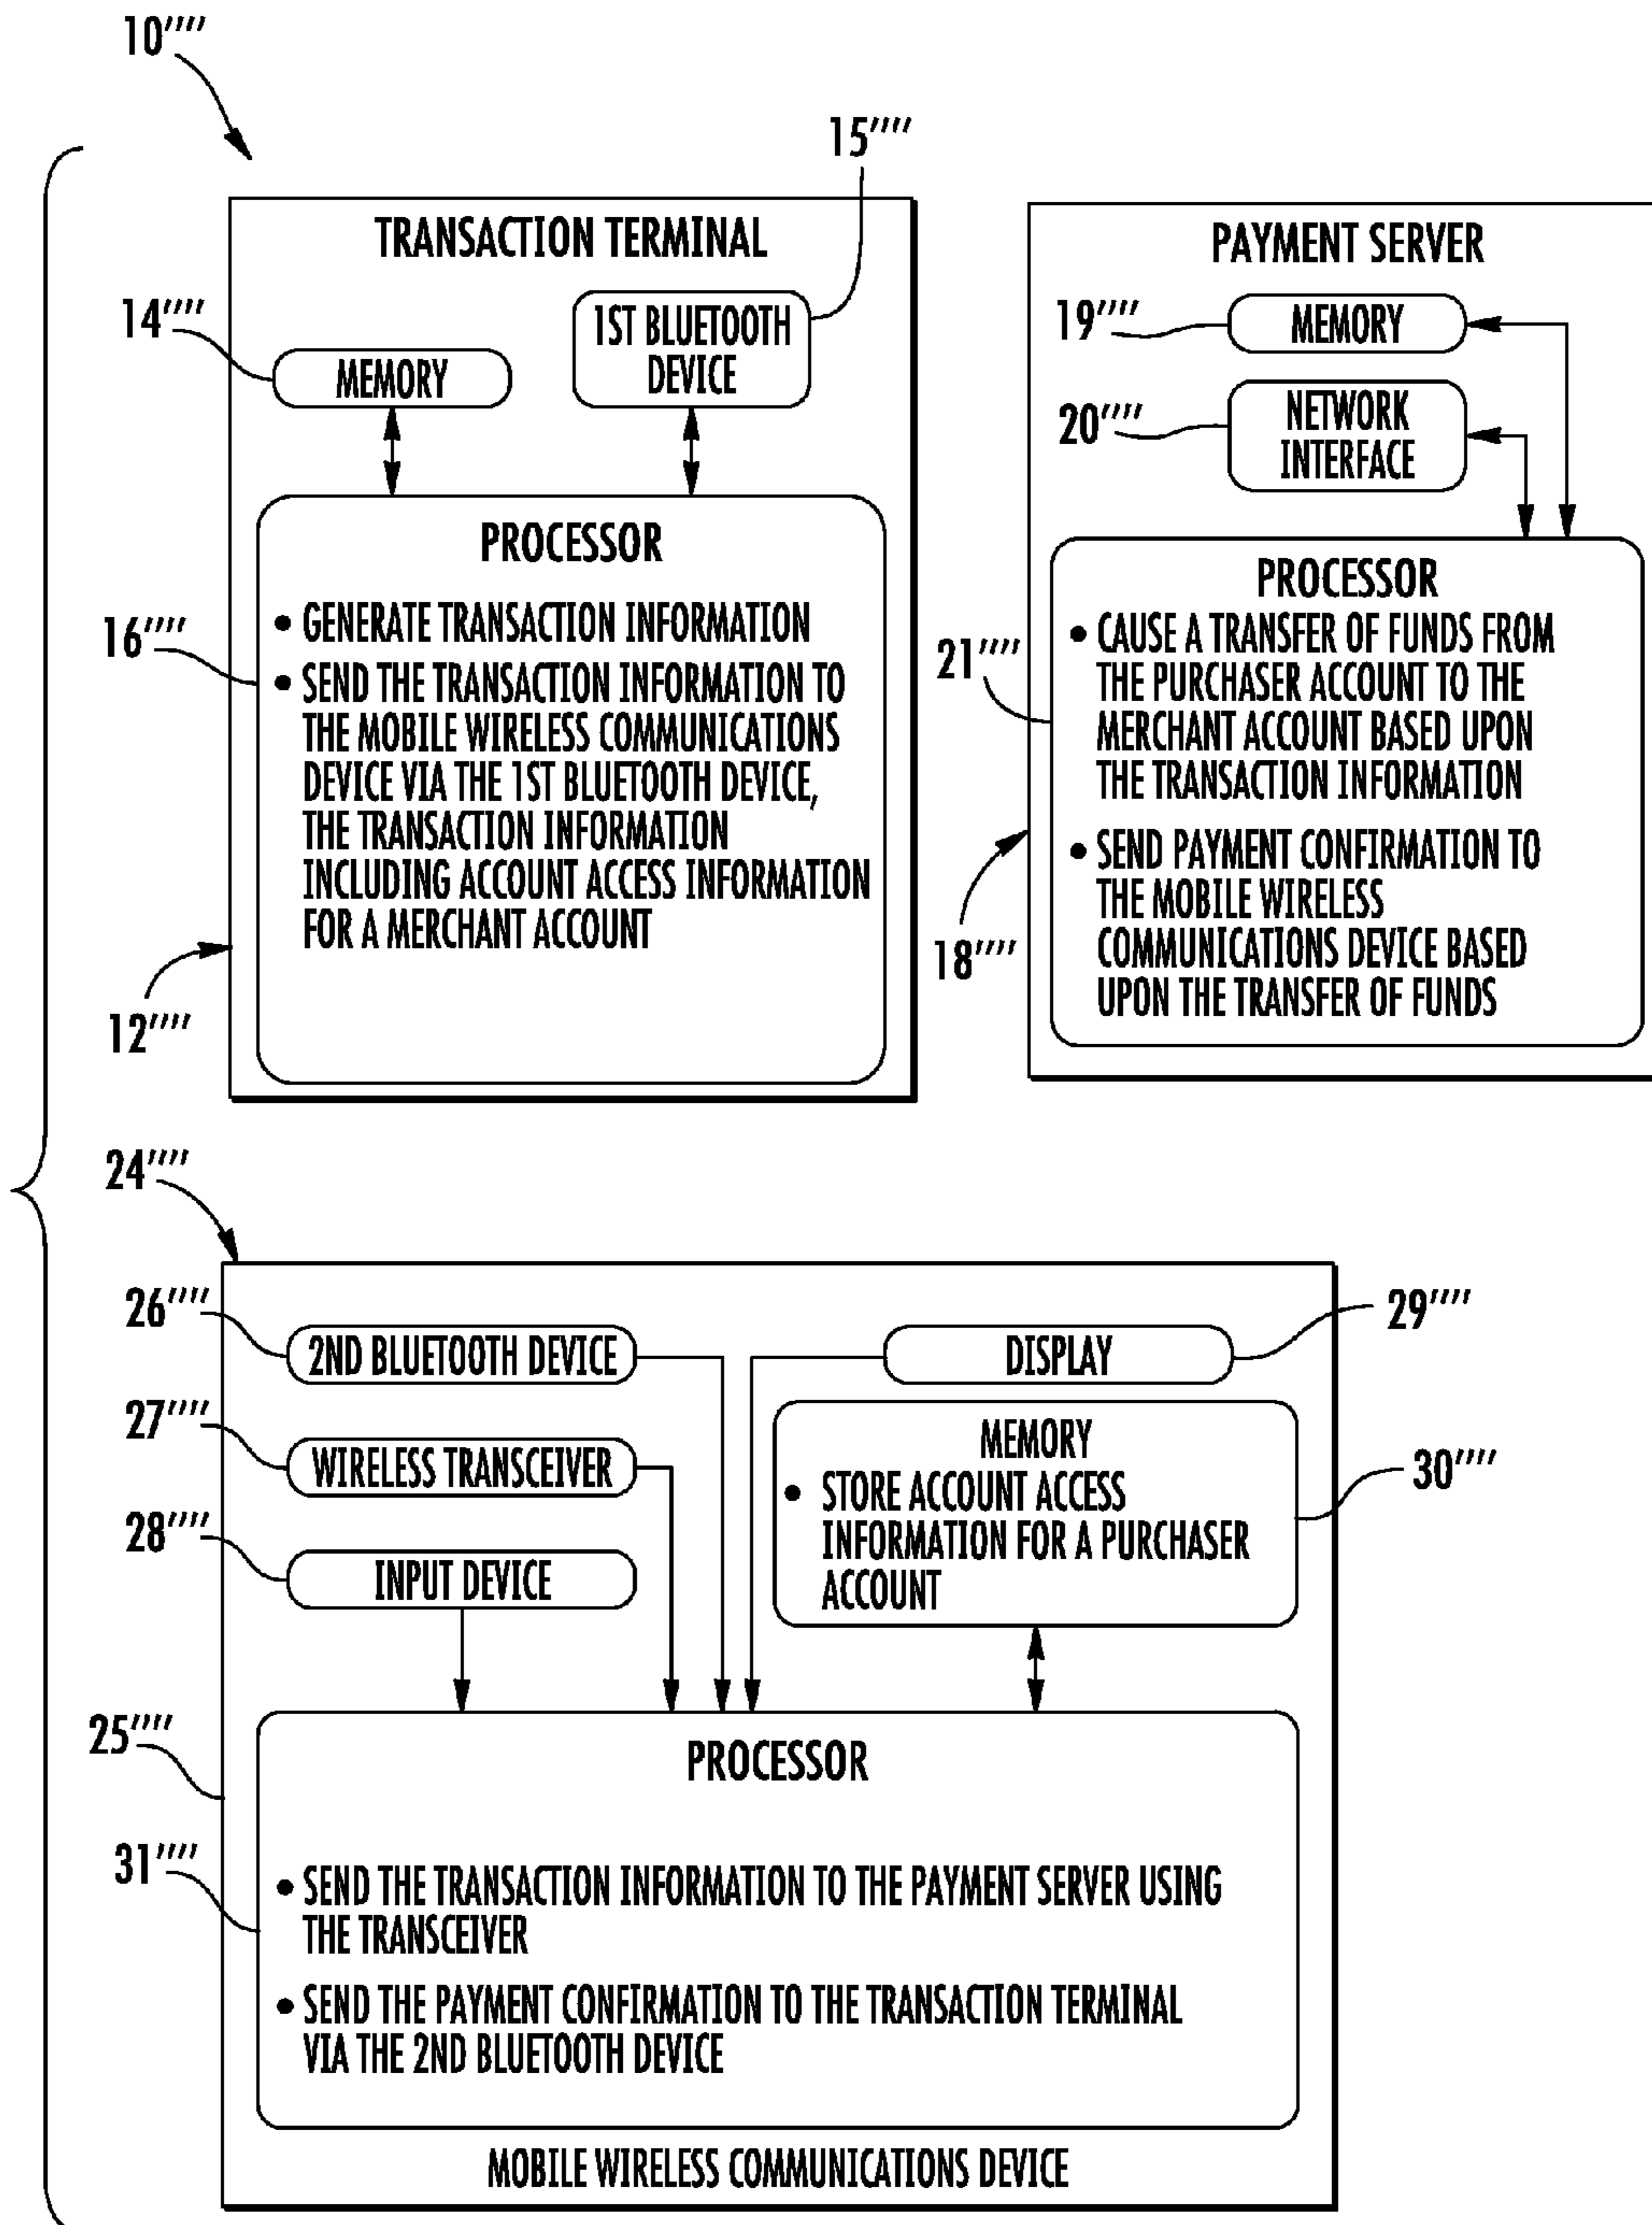 10''''
15''''
TRANSACTION TERMINAL
14''''
MEMORY
1ST BLUETOOTH
DEVICE
PROCESSOR
16''''
• GENERATE TRANSACTION INFORMATION
• SEND THE TRANSACTION INFORMATION TO
THE MOBILE WIRELESS COMMUNICATIONS
DEVICE VIA THE 1ST BLUETOOTH DEVICE,
THE TRANSACTION INFORMATION
INCLUDING ACCOUNT ACCESS INFORMATION
FOR A MERCHANT ACCOUNT
12''''
PAYMENT SERVER
19''''
MEMORY
20''''
NETWORK
INTERFACE
PROCESSOR
21''''
• CAUSE A TRANSFER OF FUNDS FROM
THE PURCHASER ACCOUNT TO THE
MERCHANT ACCOUNT BASED UPON
THE TRANSACTION INFORMATION
• SEND PAYMENT CONFIRMATION TO
THE MOBILE WIRELESS
COMMUNICATIONS DEVICE BASED
UPON THE TRANSFER OF FUNDS
18''''
24''''
26''''
2ND BLUETOOTH DEVICE
27''''
WIRELESS TRANSCEIVER
28''''
INPUT DEVICE
DISPLAY
29''''
MEMORY
• STORE ACCOUNT ACCESS
INFORMATION FOR A PURCHASER
ACCOUNT
30''''
25''''
PROCESSOR
31''''
• SEND THE TRANSACTION INFORMATION TO THE PAYMENT SERVER USING
THE TRANSCEIVER
• SEND THE PAYMENT CONFIRMATION TO THE TRANSACTION TERMINAL
VIA THE 2ND BLUETOOTH DEVICE
MOBILE WIRELESS COMMUNICATIONS DEVICE